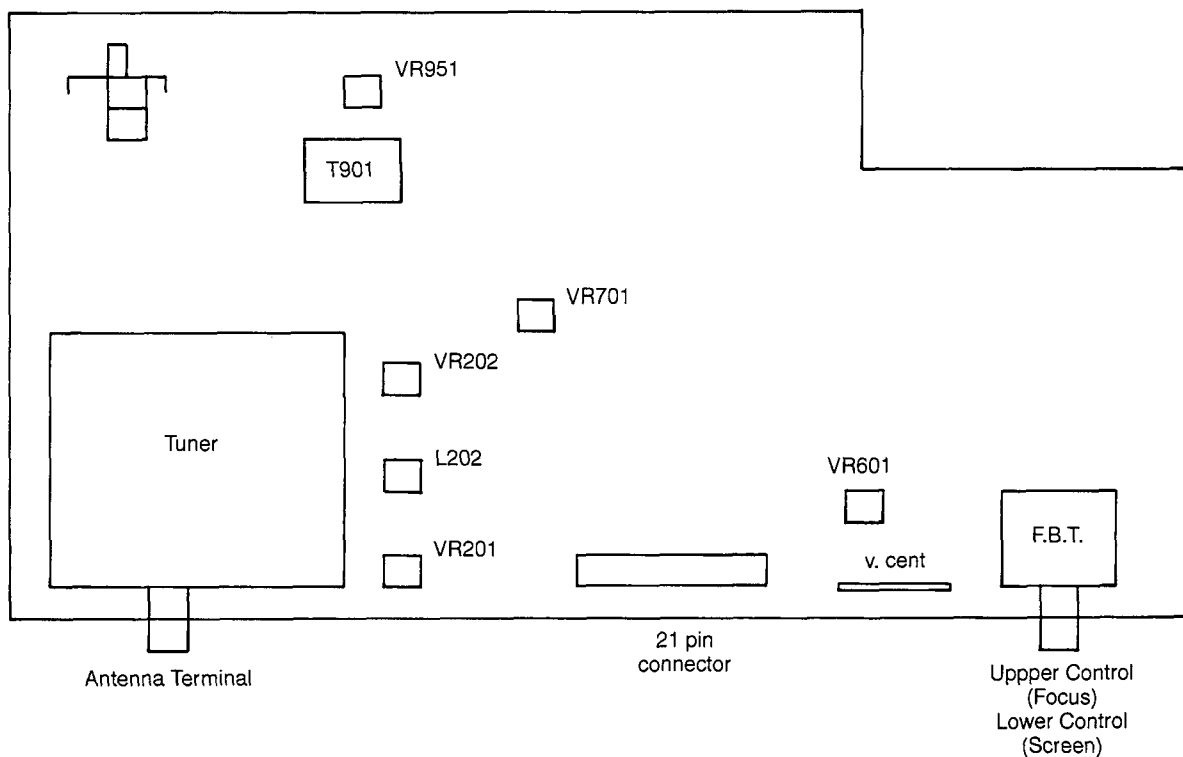 VR951
T901
VR701
VR202
Tuner
L202
VR601
VR201
v. cent
F.B.T.
Antenna Terminal
21 pin
connector
Uppper Control
(Focus)
Lower Control
(Screen)